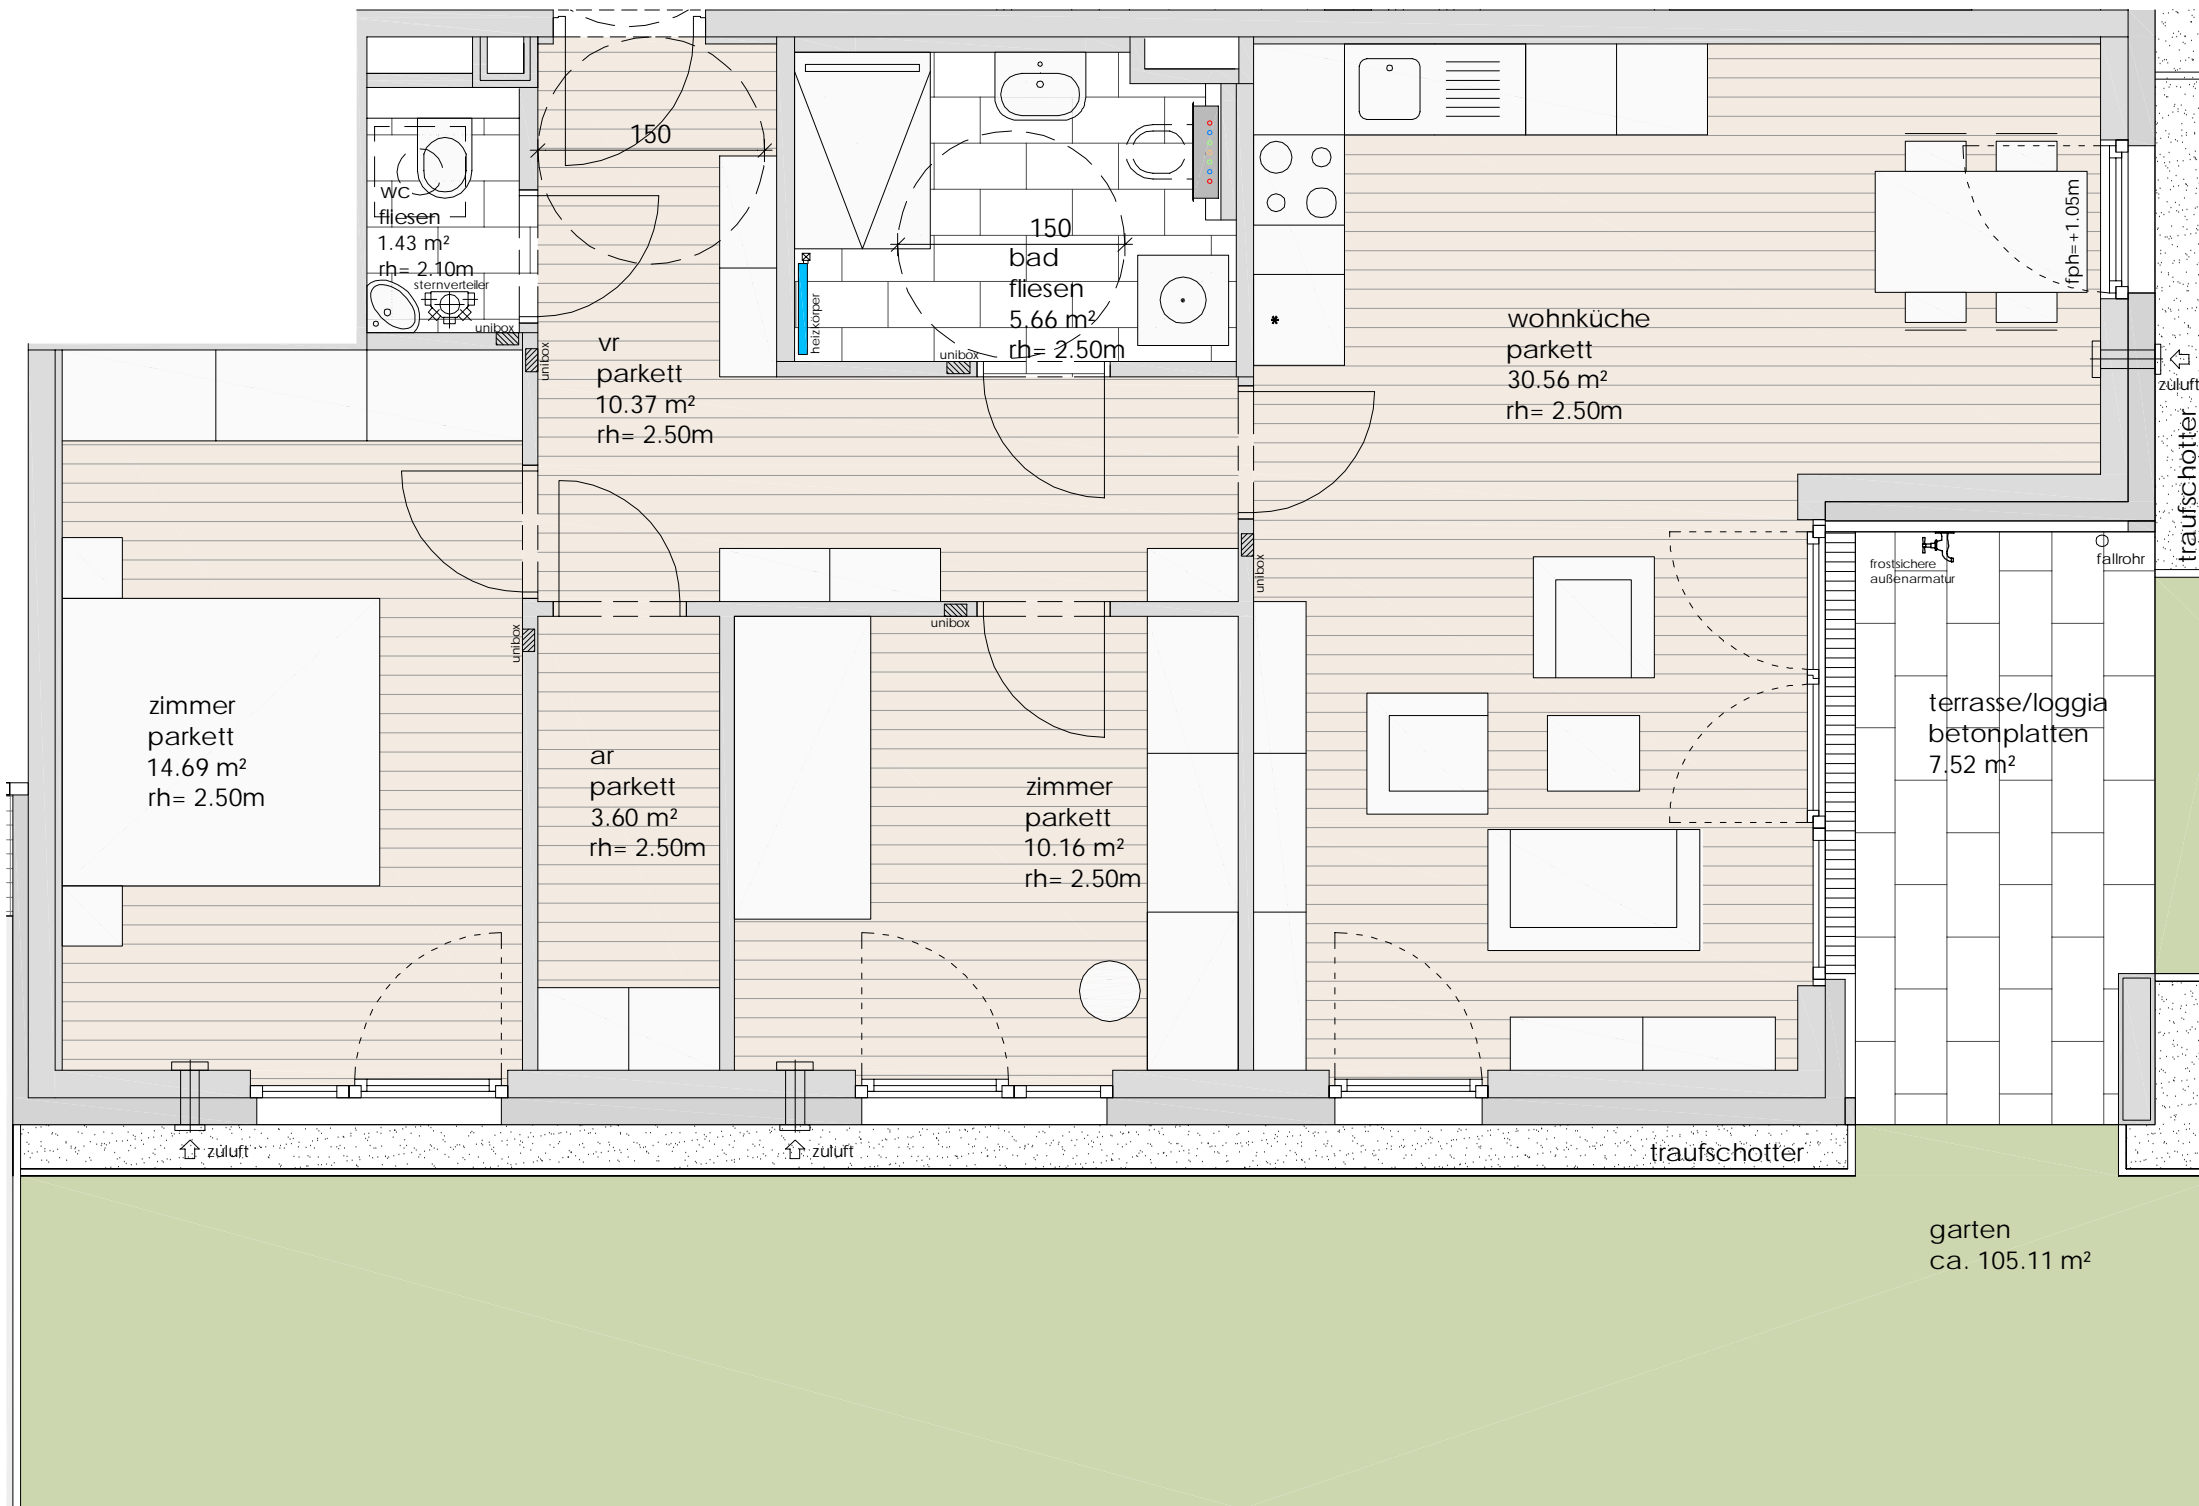 150
wc
fliesen
1.43 m²
rh= 2.10m
sternverteiler
unibox
unibox
vr
parkett
10.37 m²
rh= 2.50m
heizkörper
150
bad
fliesen
5.66 m²
rh= 2.50m
unibox
*
wohnküche
parkett
30.56 m²
rh= 2.50m
fph=+1.05m
zuluft
traufschotter
frostsichere
außenarmatur
fallrohr
unibox
unibox
unibox
zimmer
parkett
14.69 m²
rh= 2.50m
ar
parkett
3.60 m²
rh= 2.50m
zimmer
parkett
10.16 m²
rh= 2.50m
terrasse/loggia
betonplatten
7.52 m²
zuluft
zuluft
traufschotter
garten
ca. 105.11 m²